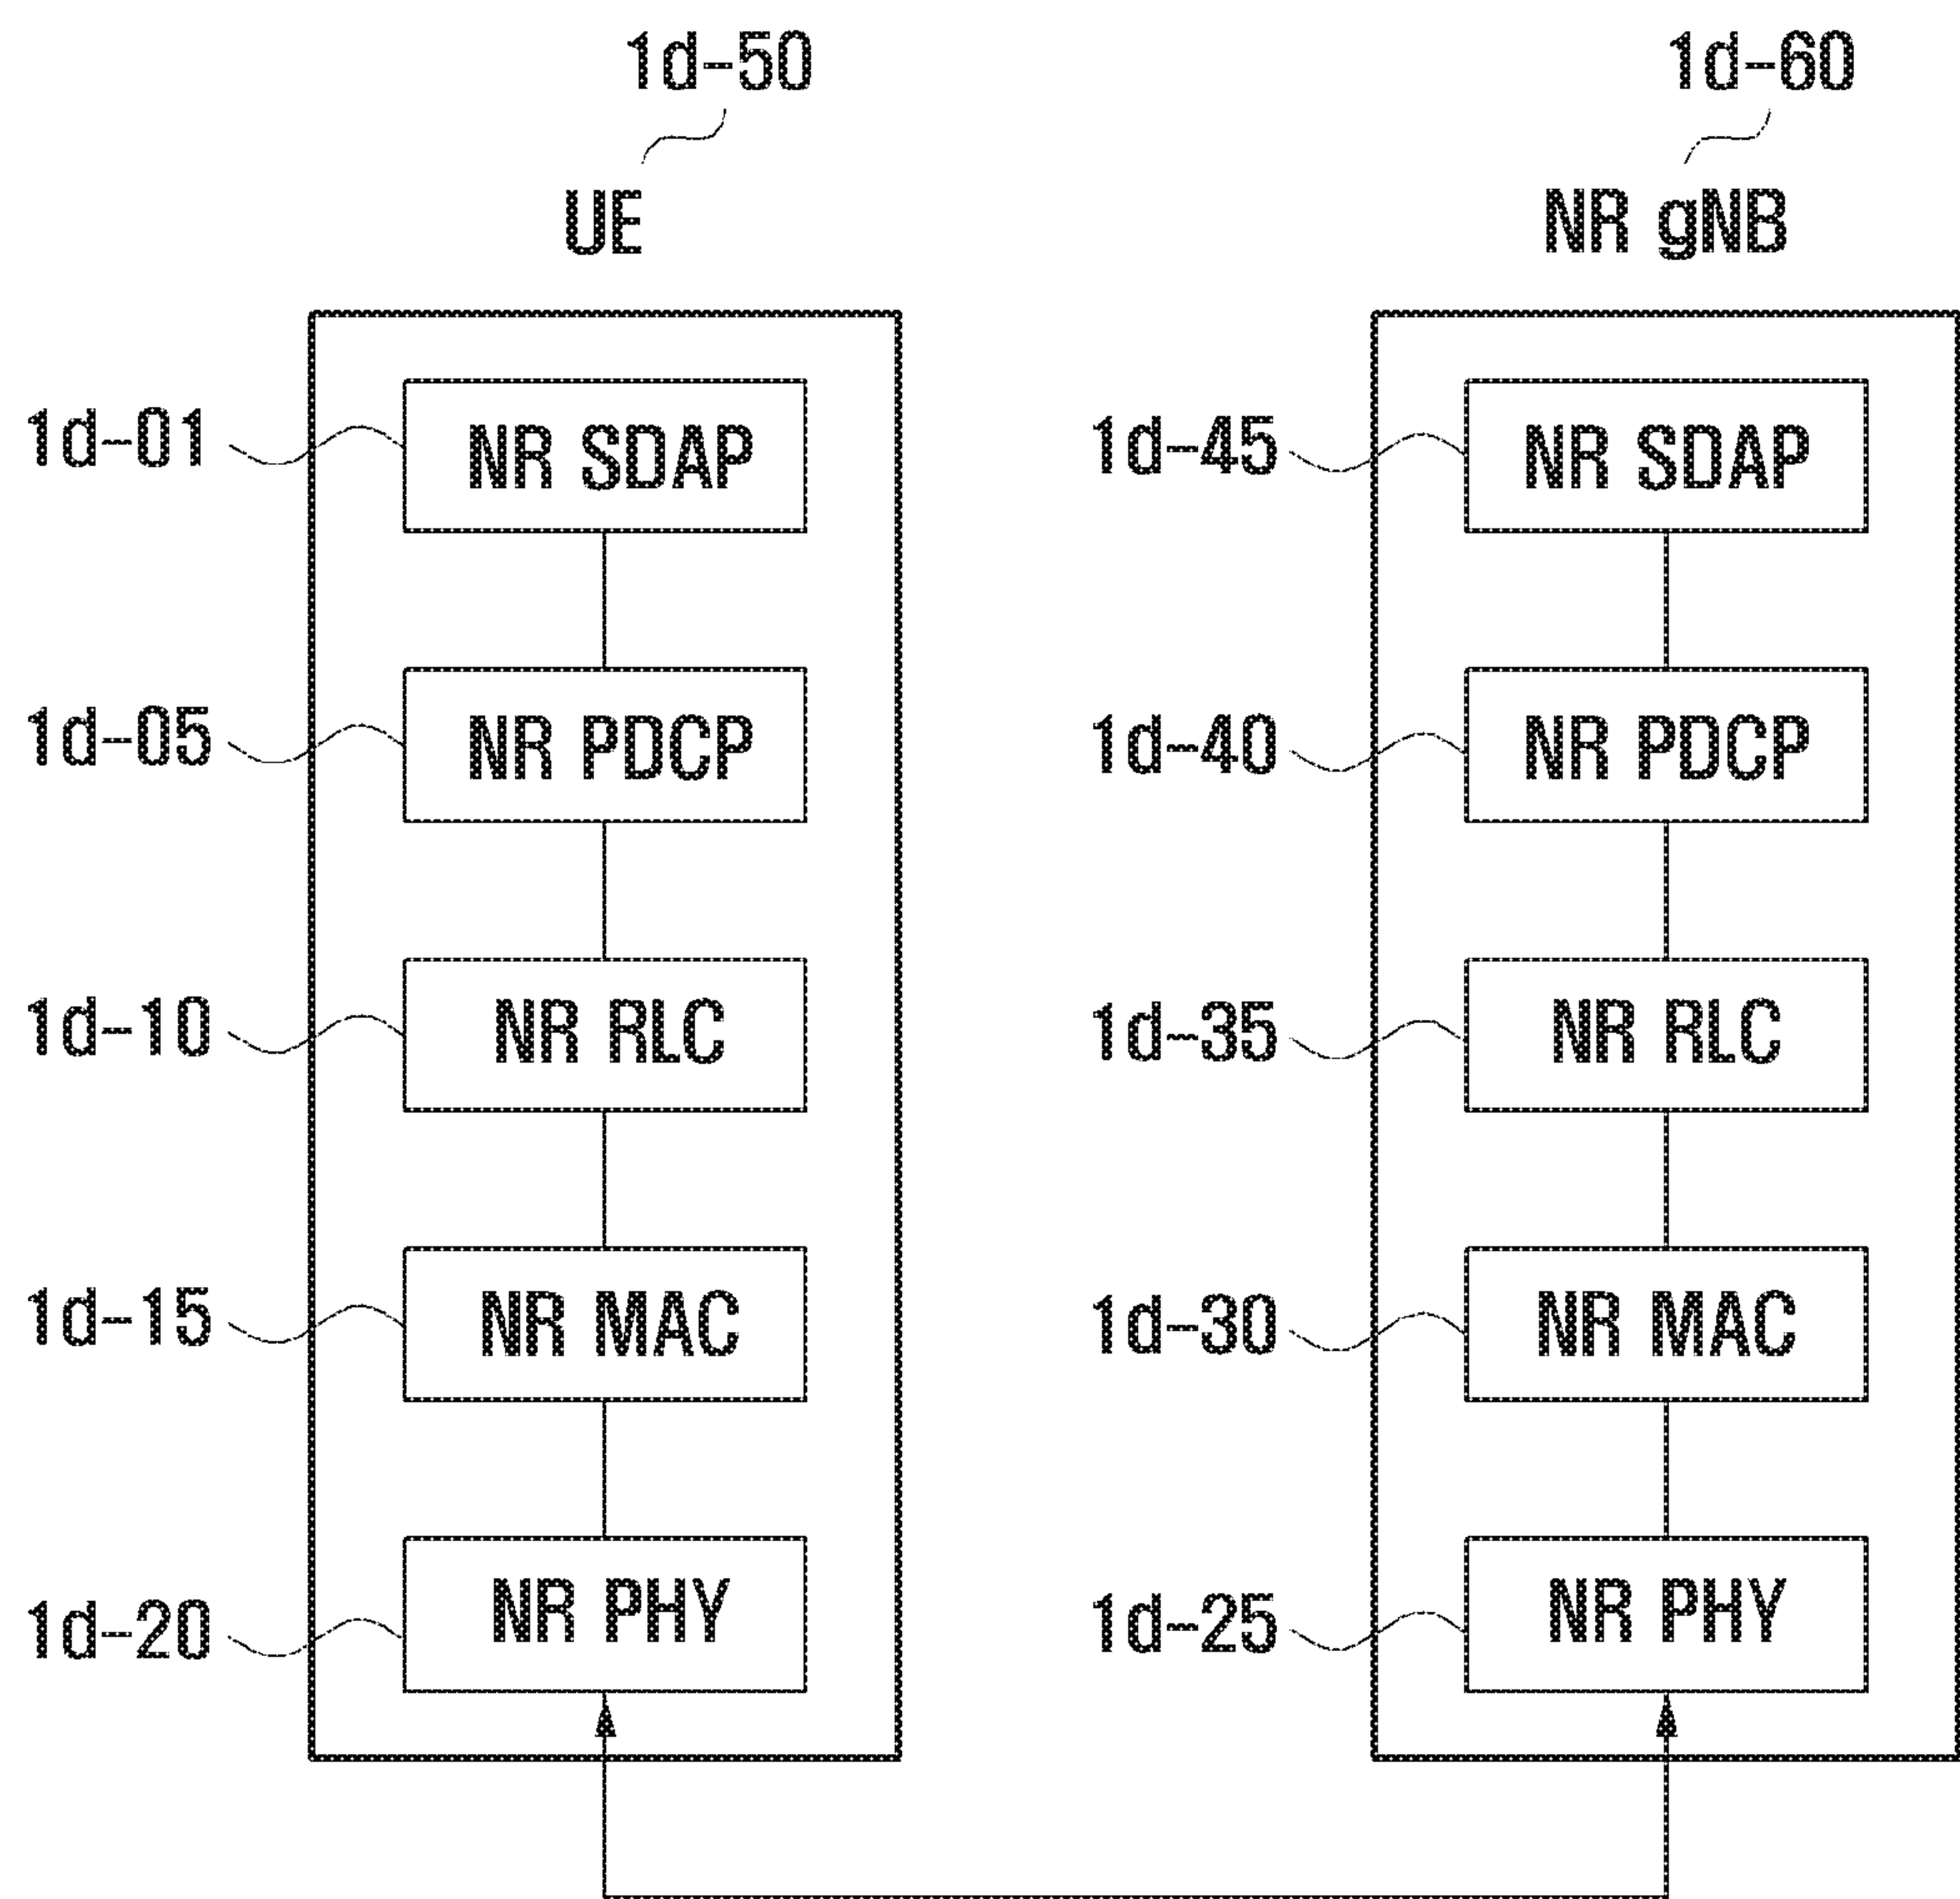 1d-50
1d-60
UE
NR gNB
1d-01
NR SDAP
1d-45
NR SDAP
1d-05
NR PDCP
1d-40
NR PDCP
1d-10
NR RLC
1d-35
NR RLC
1d-15
NR MAC
1d-30
NR MAC
1d-20
NR PHY
1d-25
NR PHY